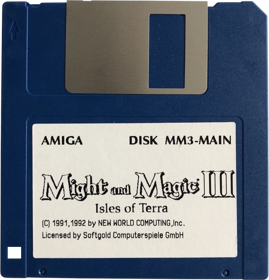 AMIGA DISK MM3-MAIN
Might and Magic III
Isles of Terra
(C) 1991,1992 by NEW WORLD COMPUTING,Inc.
Licensed by Softgold Computerspiele GmbH